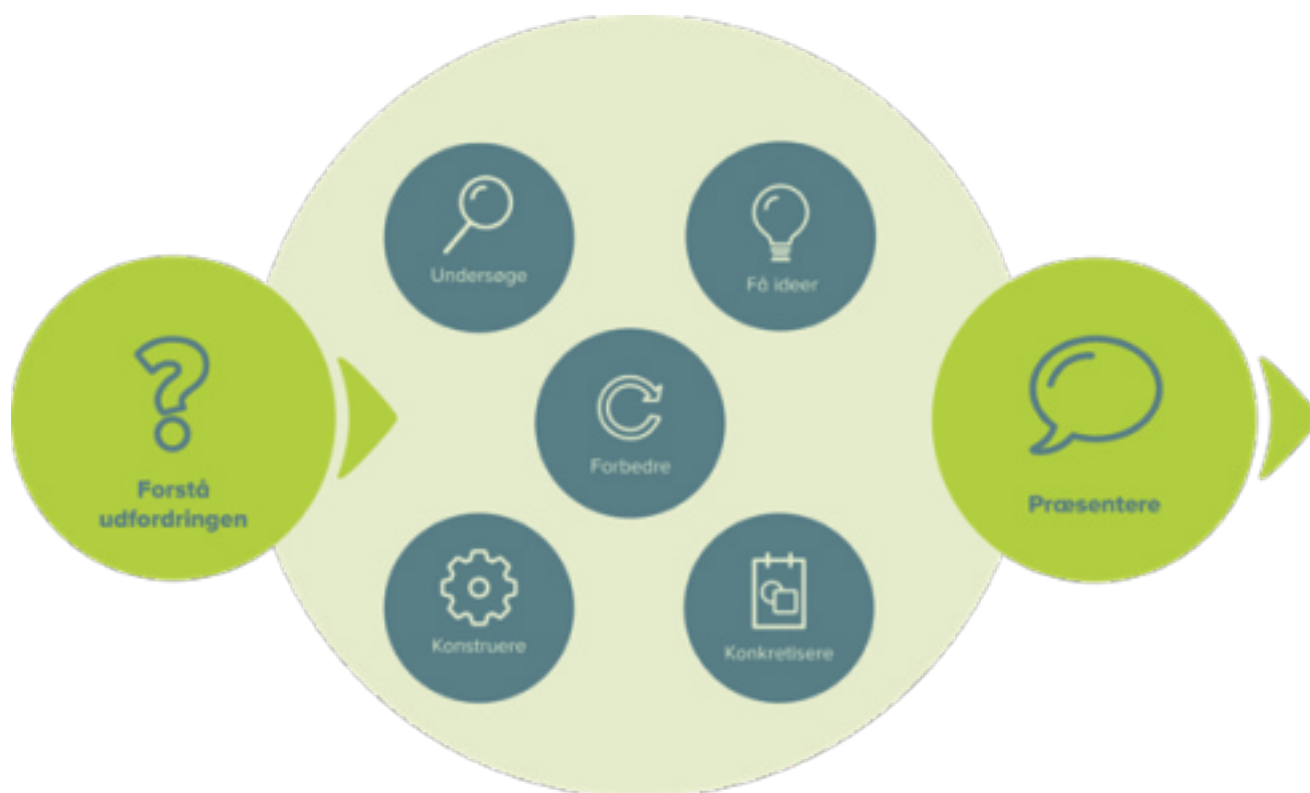 Forstå
udfordringen
Undersøge
Få ideer
Forbedre
Konstruere
Konkretisere
Præsentere